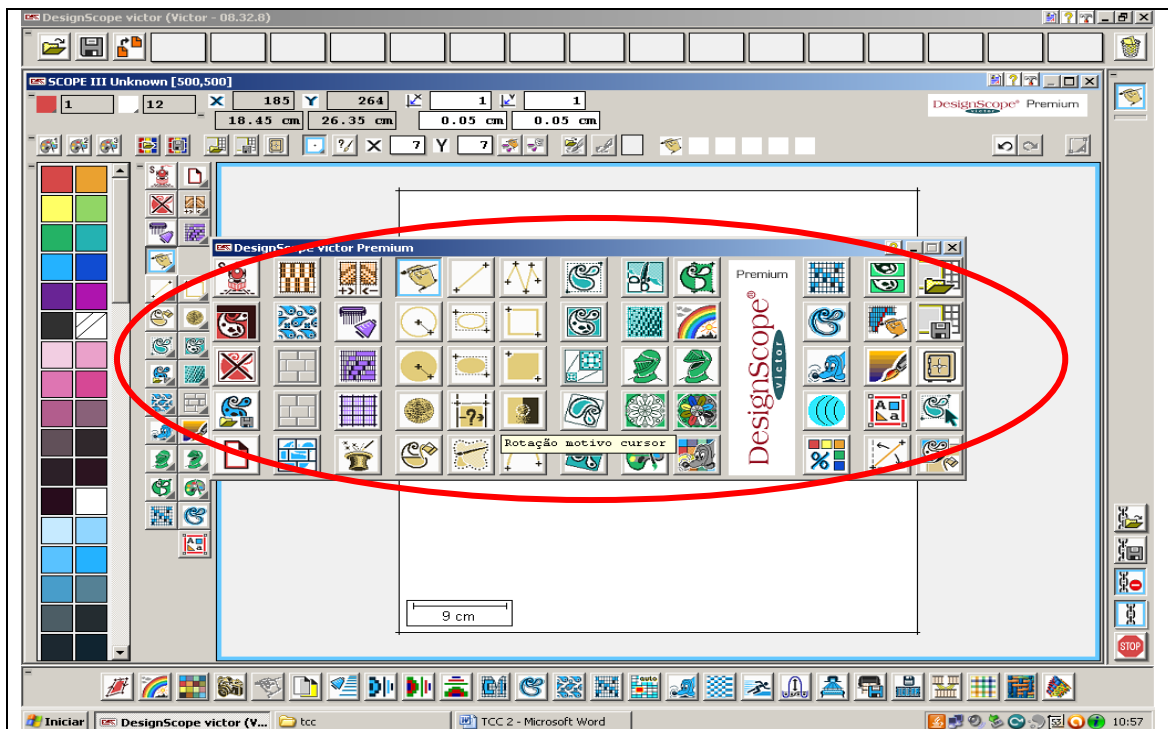 DesignScope victor (Victor - 08.32.8)
SCOPE III Unknown [500,500]
1
12
X 185 Y 264
1
1
18.45 cm 26.35 cm
0.05 cm 0.05 cm
DesignScope® Premium
X 7 Y 7
DesignScope victor Premium
Premium
DesignScope®
victor
Rotação motivo cursor
9 cm
auto
STOP
Iniciar
DesignScope victor (V...
tcc
TCC 2 - Microsoft Word
10:57